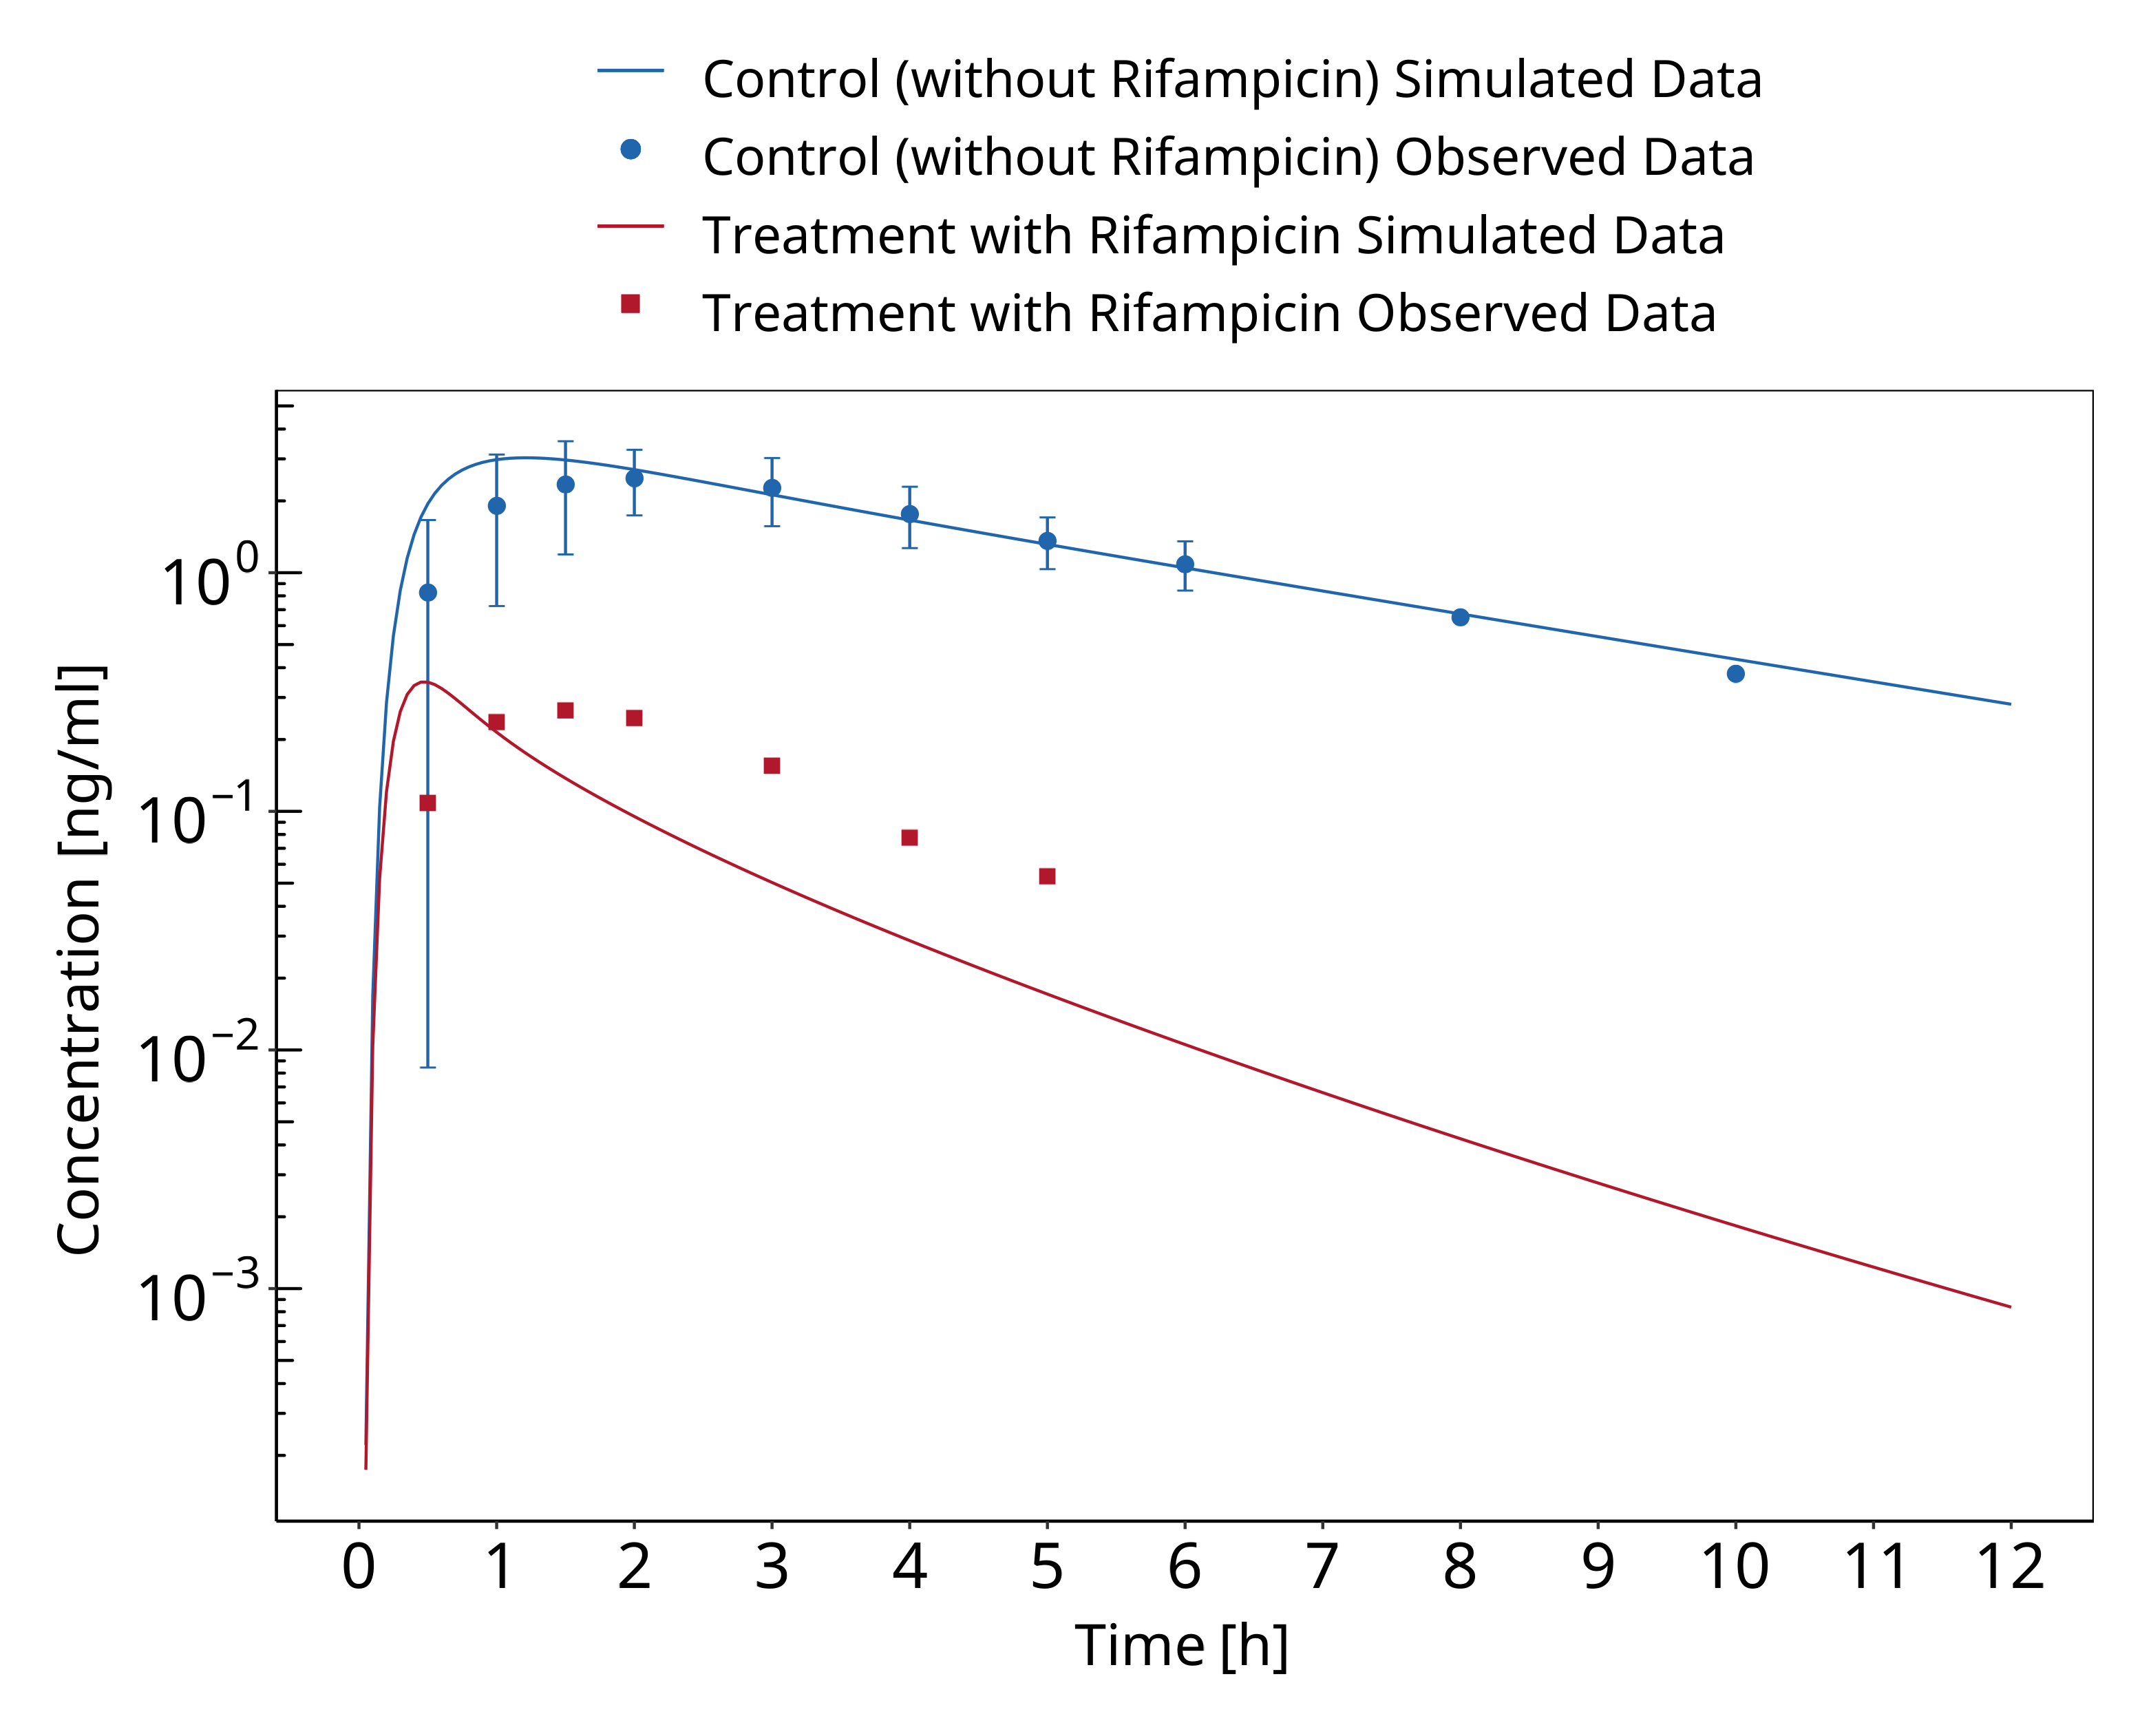 Control (without Rifampicin) Simulated Data
Control (without Rifampicin) Observed Data
Treatment with Rifampicin Simulated Data
Treatment with Rifampicin Observed Data
Concentration [ng/ml]
10⁰
10⁻¹
10⁻²
10⁻³
0 1 2 3 4 5 6 7 8 9 10 11 12
Time [h]